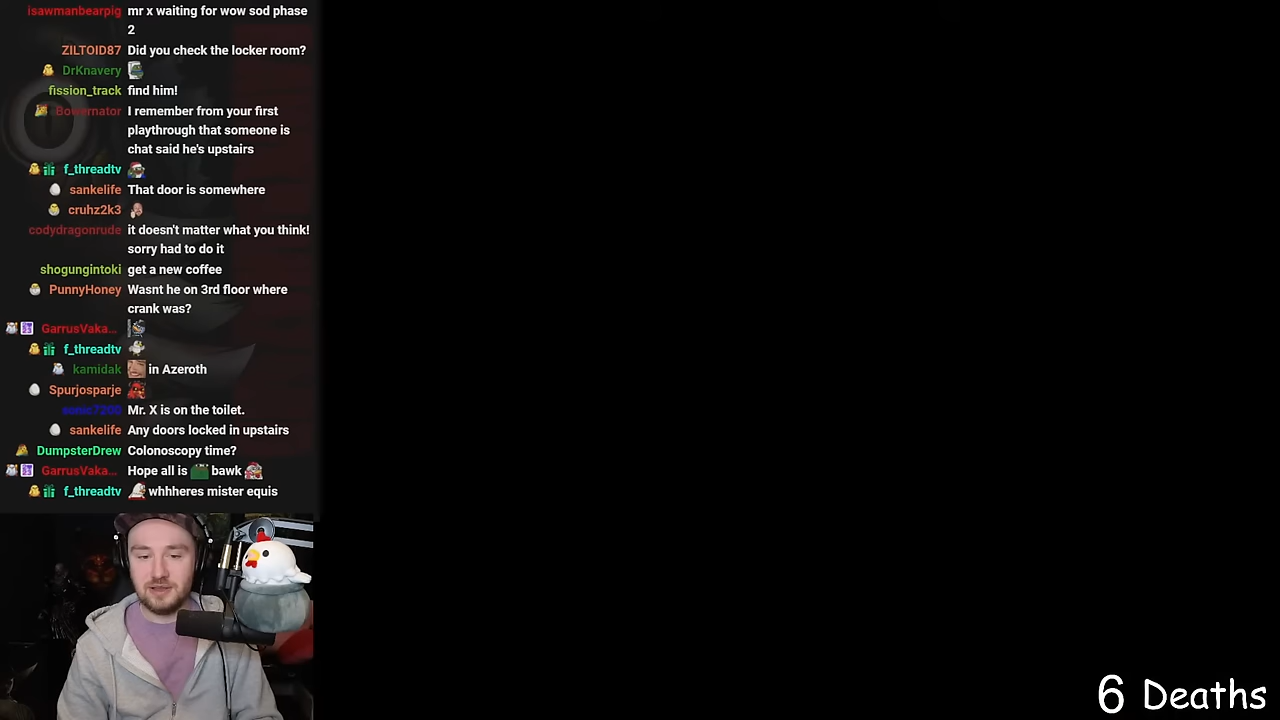 isawmanbearpig mr x waiting for wow sod phase
2
ZILTOID87 Did you check the locker room?
DrKnavery
fission_track find him!
Bowernator I remember from your first
playthrough that someone is
chat said he's upstairs
f_threadtv
sankelife That door is somewhere
cruhz2k3
codydragonrude it doesn't matter what you think!
sorry had to do it
shogungintoki get a new coffee
PunnyHoney Wasnt he on 3rd floor where
crank was?
GarrusVaka...
f_threadtv
kamidak in Azeroth
Spurjosparje
sonic7200 Mr. X is on the toilet.
sankelife Any doors locked in upstairs
DumpsterDrew Colonoscopy time?
GarrusVaka... Hope all is bawk
f_threadtv whhheres mister equis
6 Deaths